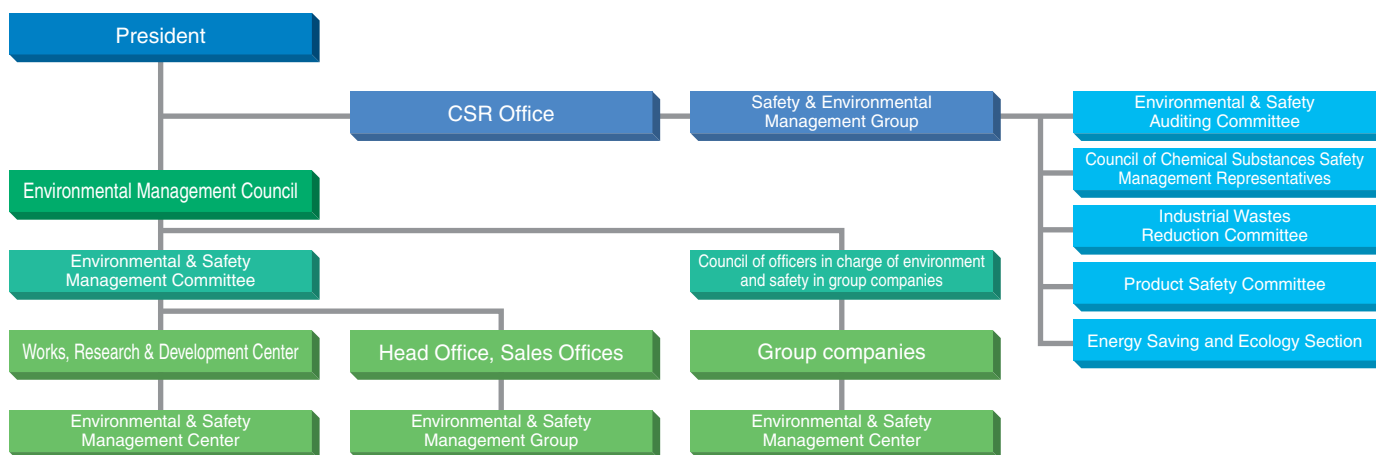 President
CSR Office
Safety & Environmental
Management Group
Environmental & Safety
Auditing Committee
Council of Chemical Substances Safety
Management Representatives
Industrial Wastes
Reduction Committee
Product Safety Committee
Energy Saving and Ecology Section
Environmental Management Council
Environmental & Safety
Management Committee
Council of officers in charge of environment
and safety in group companies
Works, Research & Development Center
Head Office, Sales Offices
Group companies
Environmental & Safety
Management Center
Environmental & Safety
Management Group
Environmental & Safety
Management Center